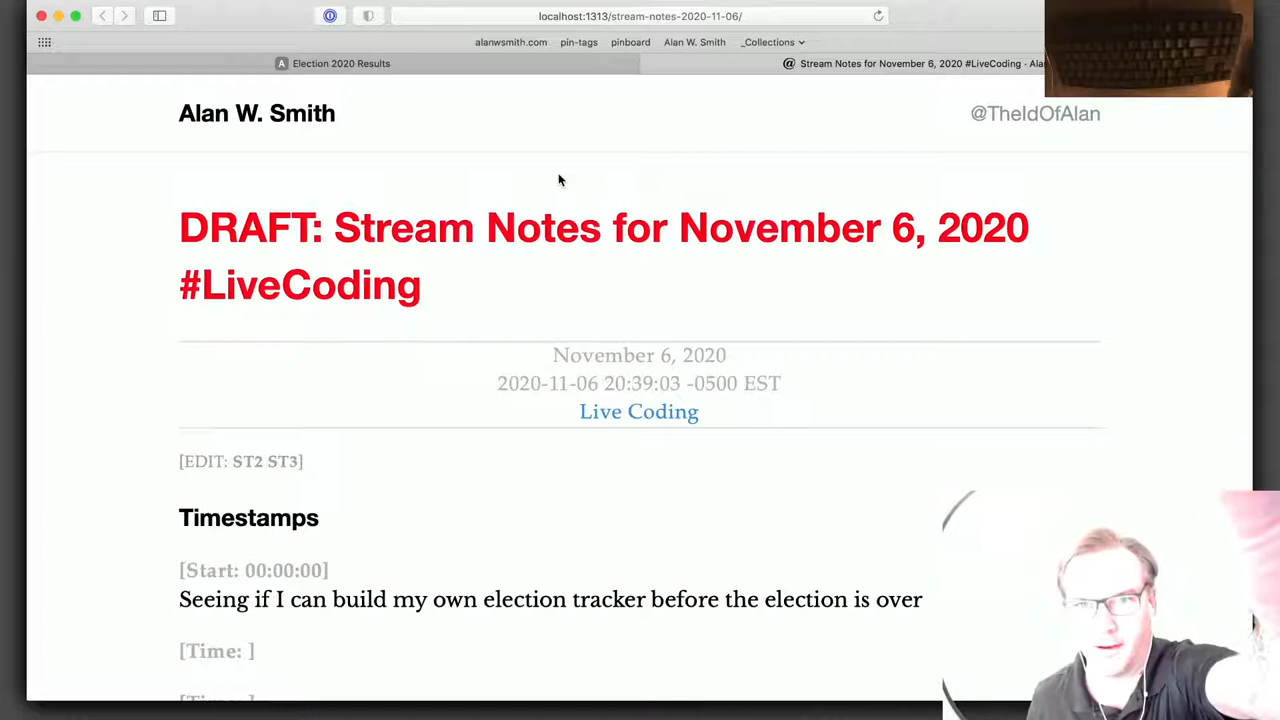 localhost:1313/stream-notes-2020-11-06/
alanwsmith.com pin-tags pinboard Alan W. Smith _Collections
A Election 2020 Results
@ Stream Notes for November 6, 2020 #LiveCoding · Ala
Alan W. Smith
@TheIdOfAlan
DRAFT: Stream Notes for November 6, 2020
#LiveCoding
November 6, 2020
2020-11-06 20:39:03 -0500 EST
Live Coding
[EDIT: ST2 ST3]
Timestamps
[Start: 00:00:00]
Seeing if I can build my own election tracker before the election is over
[Time: ]
[Time: ]